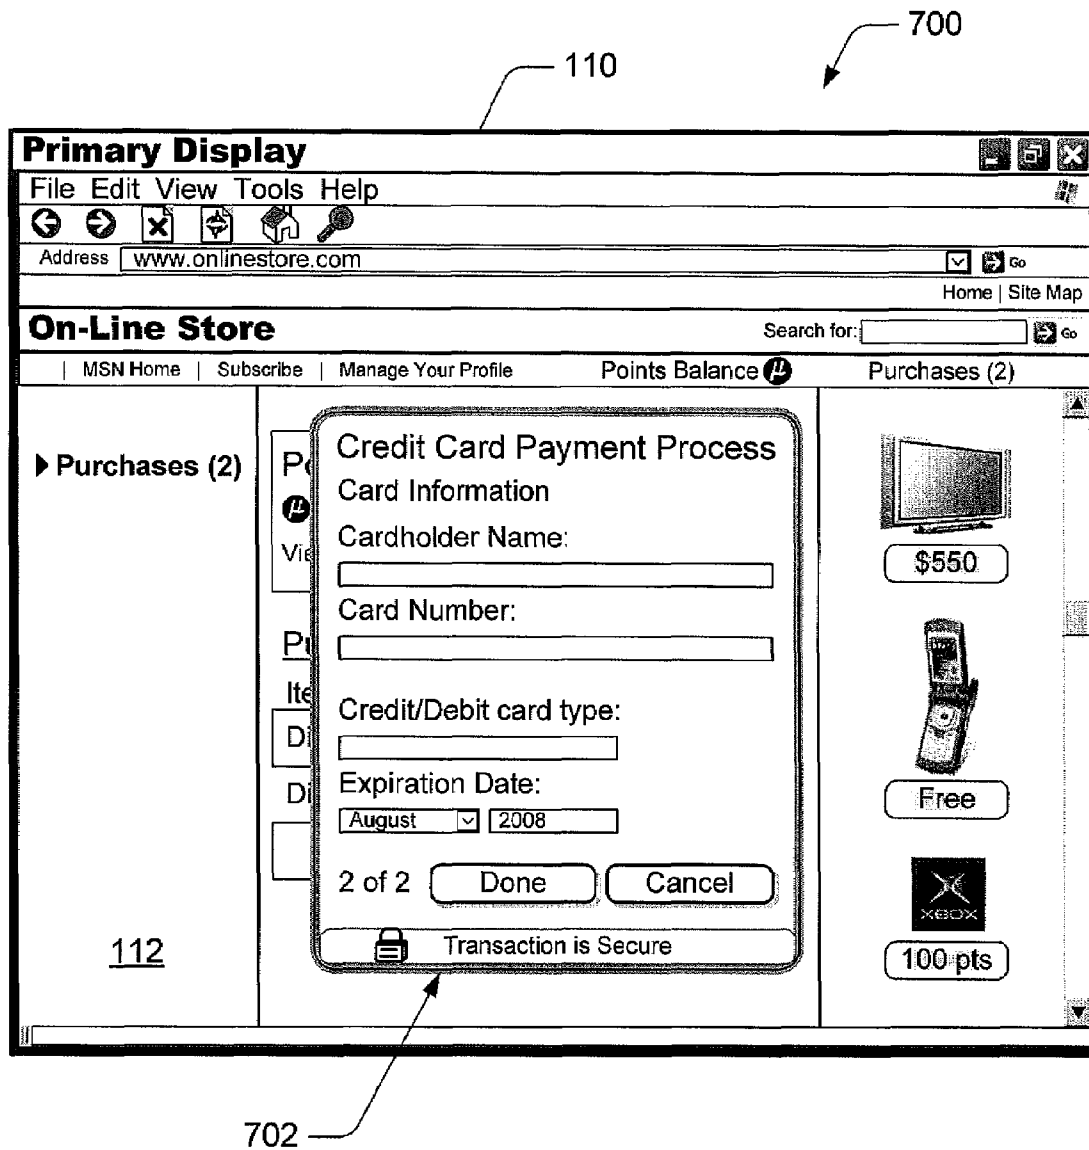 700
110
Primary Display
File Edit View Tools Help
Address www.onlinestore.com Go
Home | Site Map
On-Line Store Search for: Go
| MSN Home | Subscribe | Manage Your Profile Points Balance µ Purchases (2)
Purchases (2)
Credit Card Payment Process
Card Information
Cardholder Name:
Card Number:
Credit/Debit card type:
Expiration Date:
August 2008
2 of 2 Done Cancel
Transaction is Secure
µ
$550
Free
XBOX
100 pts
112
702